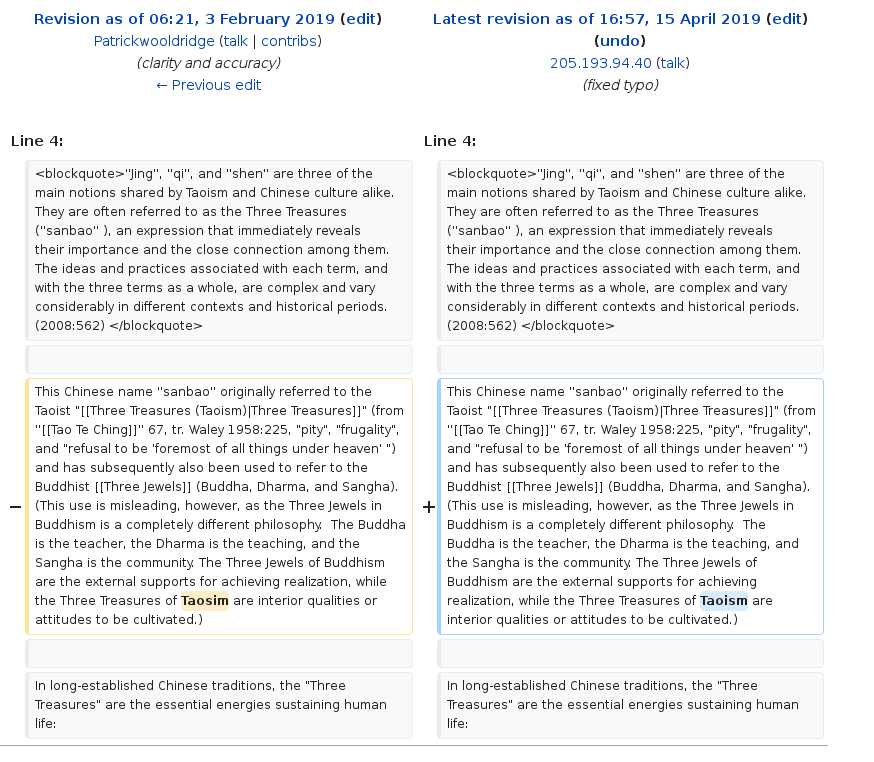 Revision as of 06:21, 3 February 2019 (edit)
Patrickwooldridge (talk | contribs)
(clarity and accuracy)
← Previous edit
Latest revision as of 16:57, 15 April 2019 (edit)
(undo)
205.193.94.40 (talk)
(fixed typo)
Line 4:
Line 4:
<blockquote>''Jing'', ''qi'', and ''shen'' are three of the
main notions shared by Taoism and Chinese culture alike.
They are often referred to as the Three Treasures
(''sanbao'' ), an expression that immediately reveals
their importance and the close connection among them.
The ideas and practices associated with each term, and
with the three terms as a whole, are complex and vary
considerably in different contexts and historical periods.
(2008:562) </blockquote>
<blockquote>''Jing'', ''qi'', and ''shen'' are three of the
main notions shared by Taoism and Chinese culture alike.
They are often referred to as the Three Treasures
(''sanbao'' ), an expression that immediately reveals
their importance and the close connection among them.
The ideas and practices associated with each term, and
with the three terms as a whole, are complex and vary
considerably in different contexts and historical periods.
(2008:562) </blockquote>
−
This Chinese name ''sanbao'' originally referred to the
Taoist "[[Three Treasures (Taoism)|Three Treasures]]" (from
''[[Tao Te Ching]]'' 67, tr. Waley 1958:225, "pity", "frugality",
and "refusal to be 'foremost of all things under heaven' ")
and has subsequently also been used to refer to the
Buddhist [[Three Jewels]] (Buddha, Dharma, and Sangha).
(This use is misleading, however, as the Three Jewels in
Buddhism is a completely different philosophy.  The Buddha
is the teacher, the Dharma is the teaching, and the
Sangha is the community. The Three Jewels of Buddhism
are the external supports for achieving realization, while
the Three Treasures of Taosim are interior qualities or
attitudes to be cultivated.)
+
This Chinese name ''sanbao'' originally referred to the
Taoist "[[Three Treasures (Taoism)|Three Treasures]]" (from
''[[Tao Te Ching]]'' 67, tr. Waley 1958:225, "pity", "frugality",
and "refusal to be 'foremost of all things under heaven' ")
and has subsequently also been used to refer to the
Buddhist [[Three Jewels]] (Buddha, Dharma, and Sangha).
(This use is misleading, however, as the Three Jewels in
Buddhism is a completely different philosophy.  The
Buddha is the teacher, the Dharma is the teaching, and
the Sangha is the community. The Three Jewels of
Buddhism are the external supports for achieving
realization, while the Three Treasures of Taoism are
interior qualities or attitudes to be cultivated.)
In long-established Chinese traditions, the "Three
Treasures" are the essential energies sustaining human
life:
In long-established Chinese traditions, the "Three
Treasures" are the essential energies sustaining human
life: